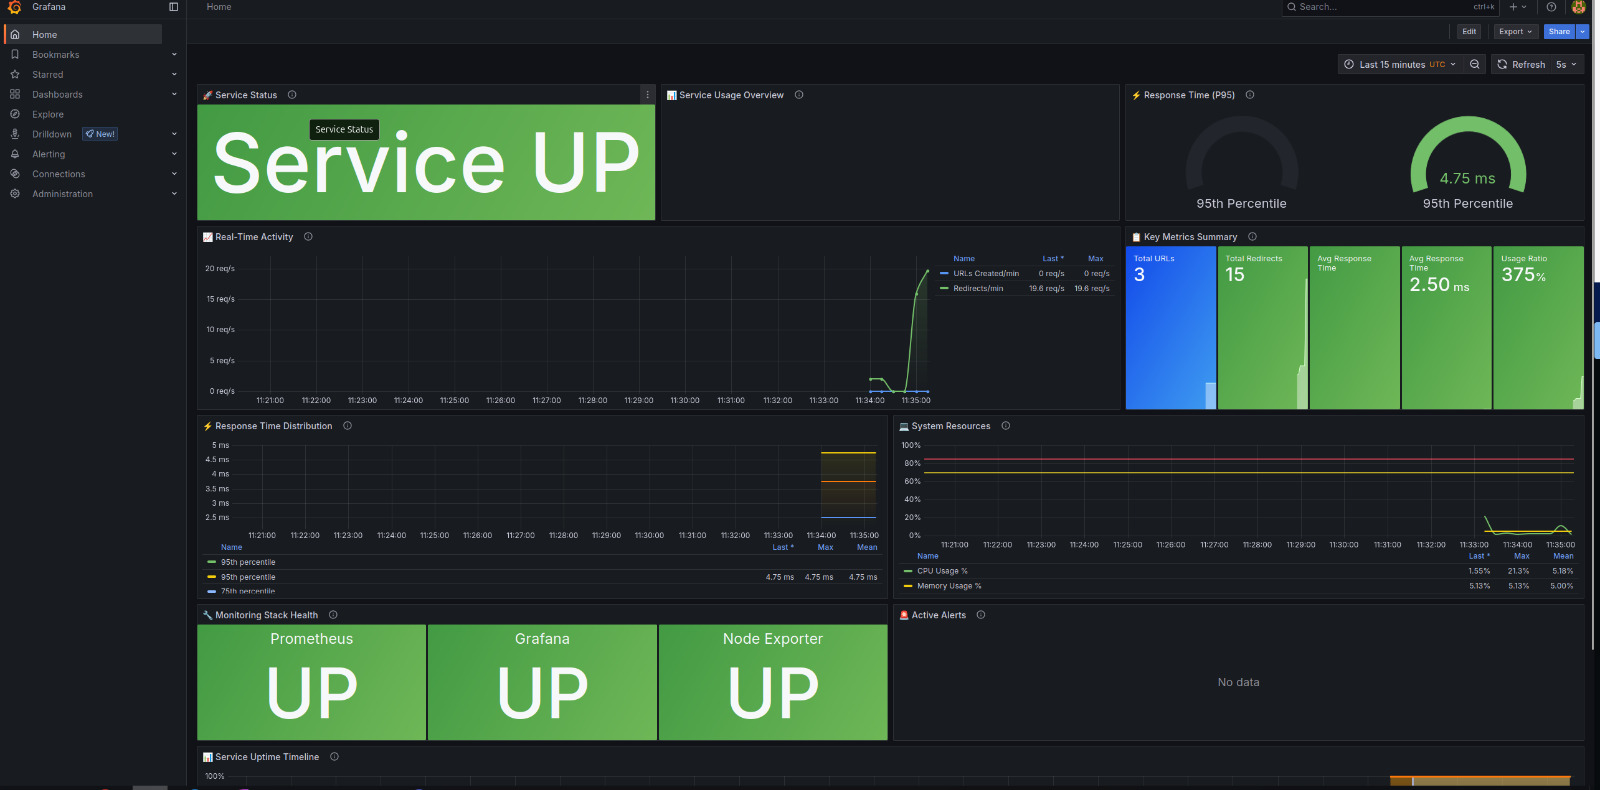 Grafana
Home
Search...
ctrl+k
Home
Bookmarks
Starred
Dashboards
Explore
Drilldown
New!
Alerting
Connections
Administration
Edit
Export
Share
Last 15 minutes UTC
Refresh
5s
Service Status
Service UP
Service Status
Service Usage Overview
Response Time (P95)
4.75 ms
95th Percentile
95th Percentile
Real-Time Activity
20 req/s
15 req/s
10 req/s
5 req/s
0 req/s
11:21:00 11:22:00 11:23:00 11:24:00 11:25:00 11:26:00 11:27:00 11:28:00 11:29:00 11:30:00 11:31:00 11:32:00 11:33:00 11:34:00 11:35:00
Name Last * Max
URLs Created/min 0 req/s 0 req/s
Redirects/min 19.6 req/s 19.6 req/s
Key Metrics Summary
Total URLs
3
Total Redirects
15
Avg Response
Time
Avg Response
Time
2.50 ms
Usage Ratio
375%
Response Time Distribution
5 ms
4.5 ms
4 ms
3.5 ms
3 ms
2.5 ms
11:21:00 11:22:00 11:23:00 11:24:00 11:25:00 11:26:00 11:27:00 11:28:00 11:29:00 11:30:00 11:31:00 11:32:00 11:33:00 11:34:00 11:35:00
Name Last * Max Mean
95th percentile
95th percentile 4.75 ms 4.75 ms 4.75 ms
75th percentile
System Resources
100%
80%
60%
40%
20%
0%
11:21:00 11:22:00 11:23:00 11:24:00 11:25:00 11:26:00 11:27:00 11:28:00 11:29:00 11:30:00 11:31:00 11:32:00 11:33:00 11:34:00 11:35:00
Name Last * Max Mean
CPU Usage % 1.55% 21.3% 5.18%
Memory Usage % 5.13% 5.13% 5.00%
Monitoring Stack Health
Prometheus
UP
Grafana
UP
Node Exporter
UP
Active Alerts
No data
Service Uptime Timeline
100%